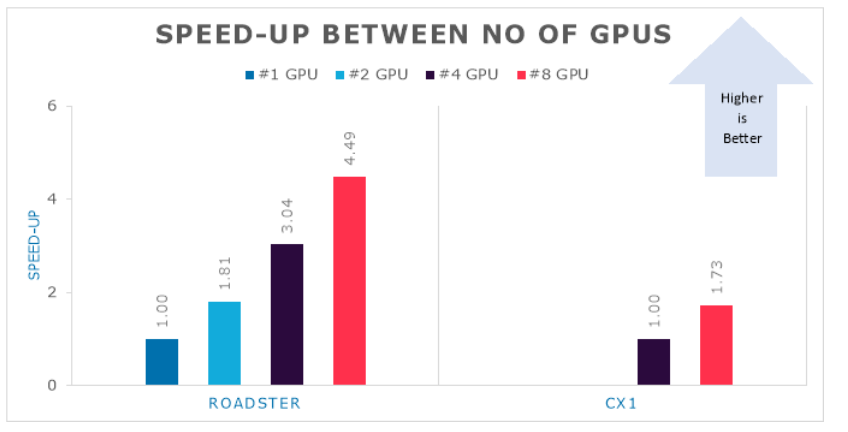 SPEED-UP BETWEEN NO OF GPUS
#1 GPU #2 GPU #4 GPU #8 GPU
Higher
is
Better
SPEED-UP
6
4
2
0
1.00
1.81
3.04
4.49
1.00
1.73
ROADSTER
CX1